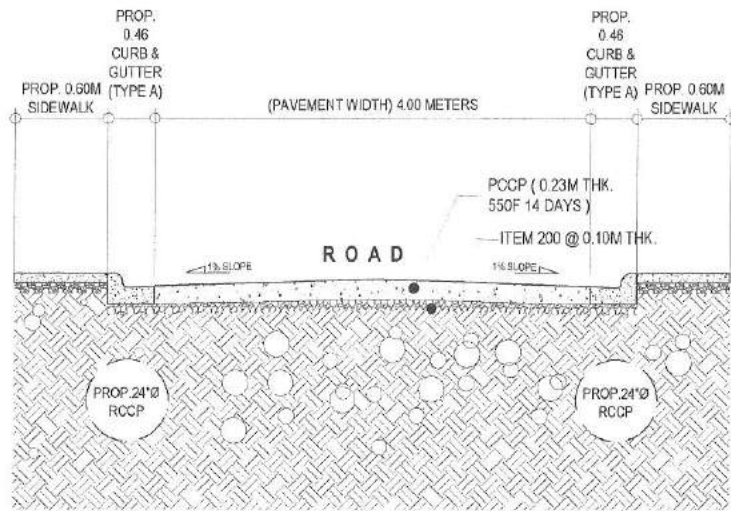 PROP.
0.46
CURB &
GUTTER
(TYPE A)
PROP.
0.46
CURB &
GUTTER
(TYPE A)
PROP. 0.60M
SIDEWALK
(PAVEMENT WIDTH) 4.00 METERS
PROP. 0.60M
SIDEWALK
PCCP ( 0.23M THK.
550F 14 DAYS )
ITEM 200 @ 0.10M THK.
ROAD
1% SLOPE
1% SLOPE
PROP.24"Ø
RCCP
PROP.24"Ø
RCCP